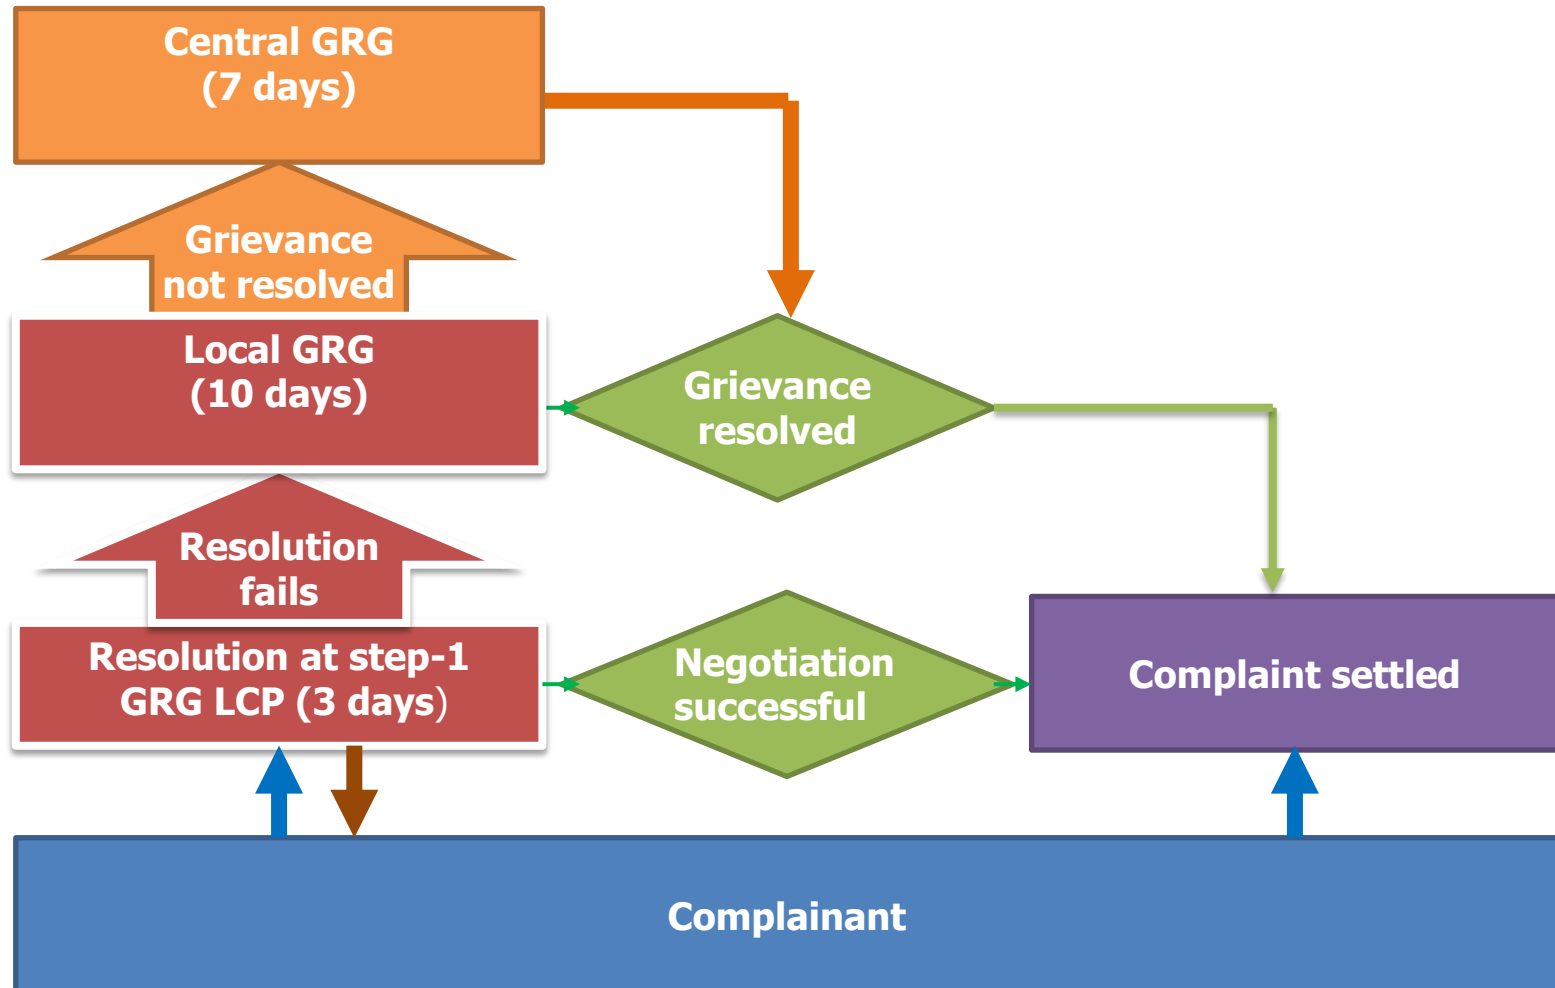 Central GRG
(7 days)
Grievance
not resolved
Local GRG
(10 days)
Grievance
resolved
Resolution
fails
Resolution at step-1
GRG LCP (3 days)
Negotiation
successful
Complaint settled
Complainant